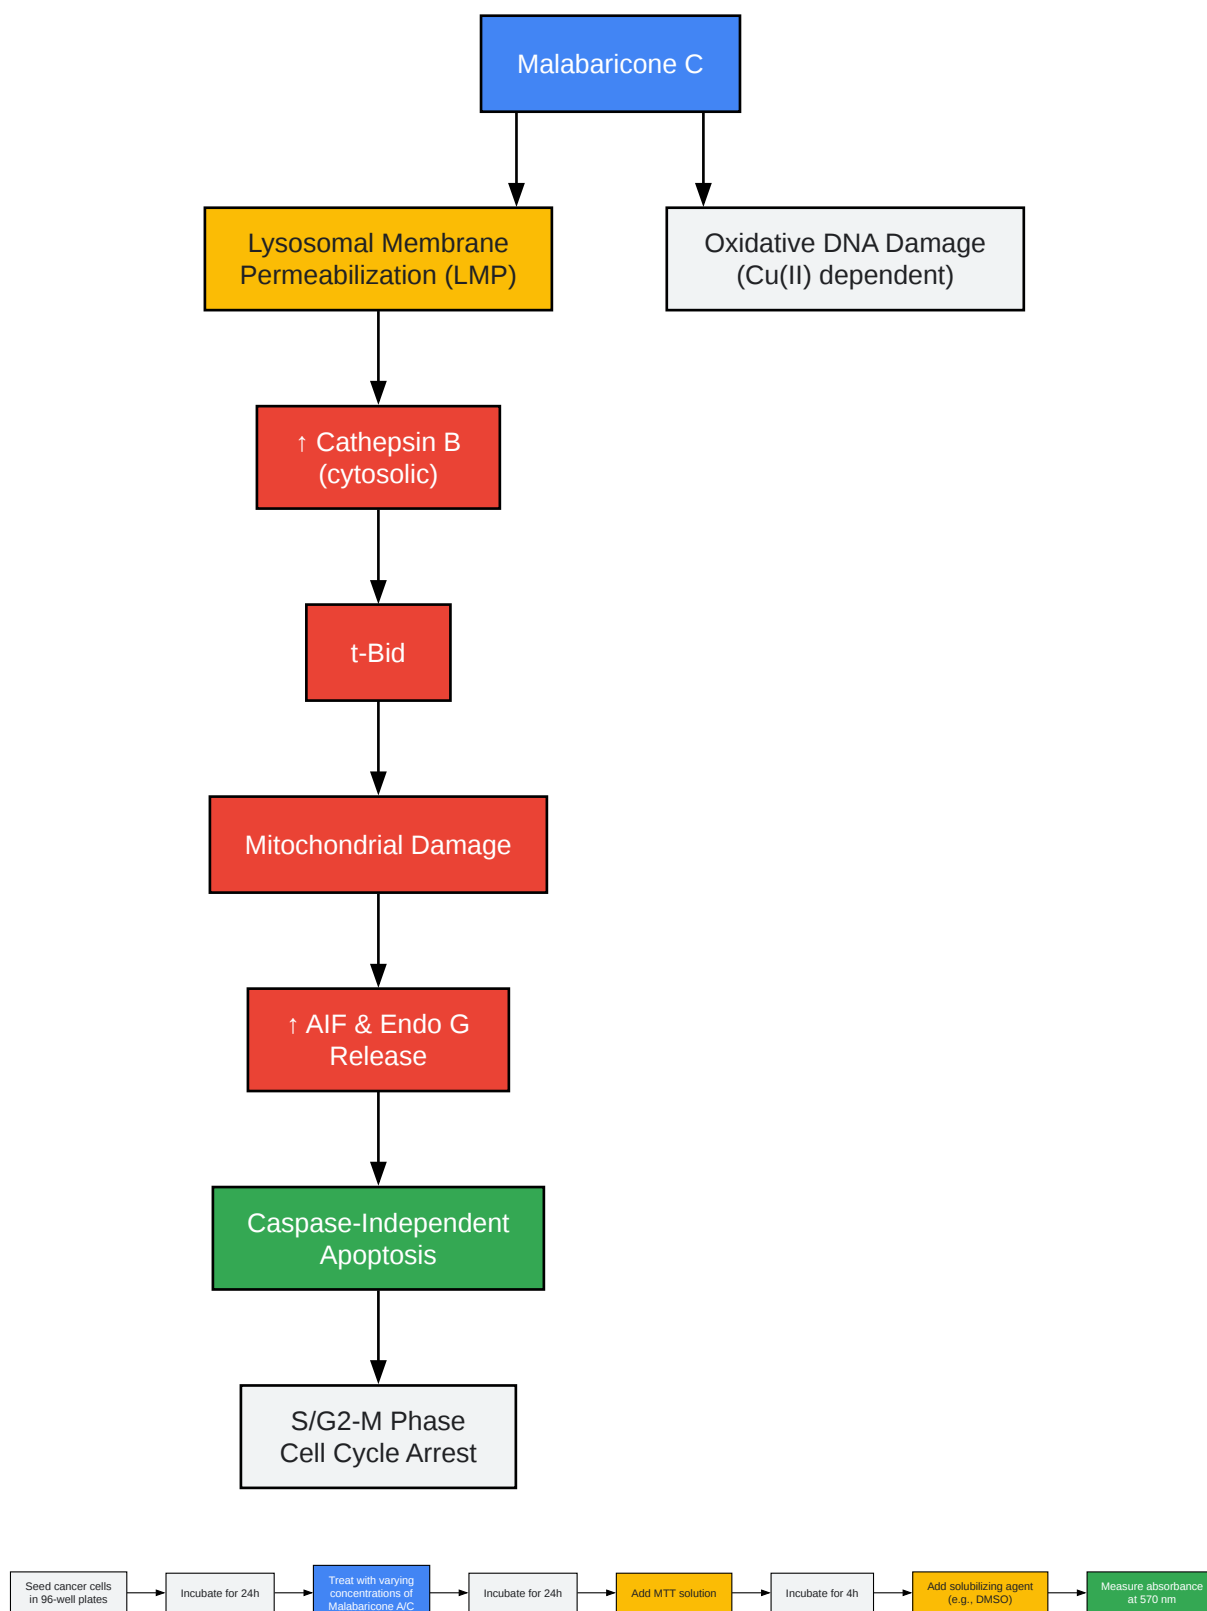 Malabaricone C
Lysosomal Membrane
Permeabilization (LMP)
Oxidative DNA Damage
(Cu(II) dependent)
↑ Cathepsin B
(cytosolic)
t-Bid
Mitochondrial Damage
↑ AIF & Endo G
Release
Caspase-Independent
Apoptosis
S/G2-M Phase
Cell Cycle Arrest
Seed cancer cells
in 96-well plates
Incubate for 24h
Treat with varying
concentrations of
Malabaricone A/C
Incubate for 24h
Add MTT solution
Incubate for 4h
Add solubilizing agent
(e.g., DMSO)
Measure absorbance
at 570 nm